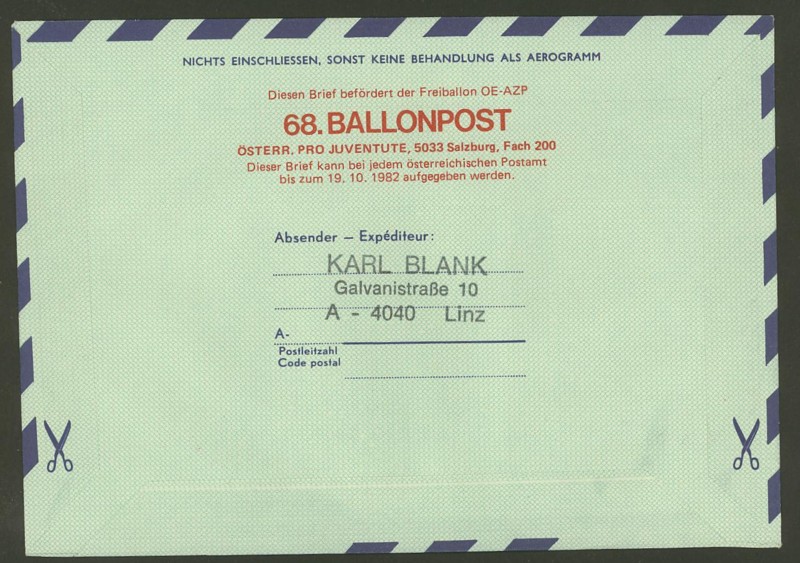 NICHTS EINSCHLIESSEN, SONST KEINE BEHANDLUNG ALS AEROGRAMM
Diesen Brief befördert der Freiballon OE-AZP
68. BALLONPOST
ÖSTERR. PRO JUVENTUTE, 5033 Salzburg, Fach 200
Dieser Brief kann bei jedem österreichischen Postamt
bis zum 19. 10. 1982 aufgegeben werden.
Absender – Expéditeur:
KARL BLANK
Galvanistraße 10
A - 4040 Linz
A-
Postleitzahl
Code postal